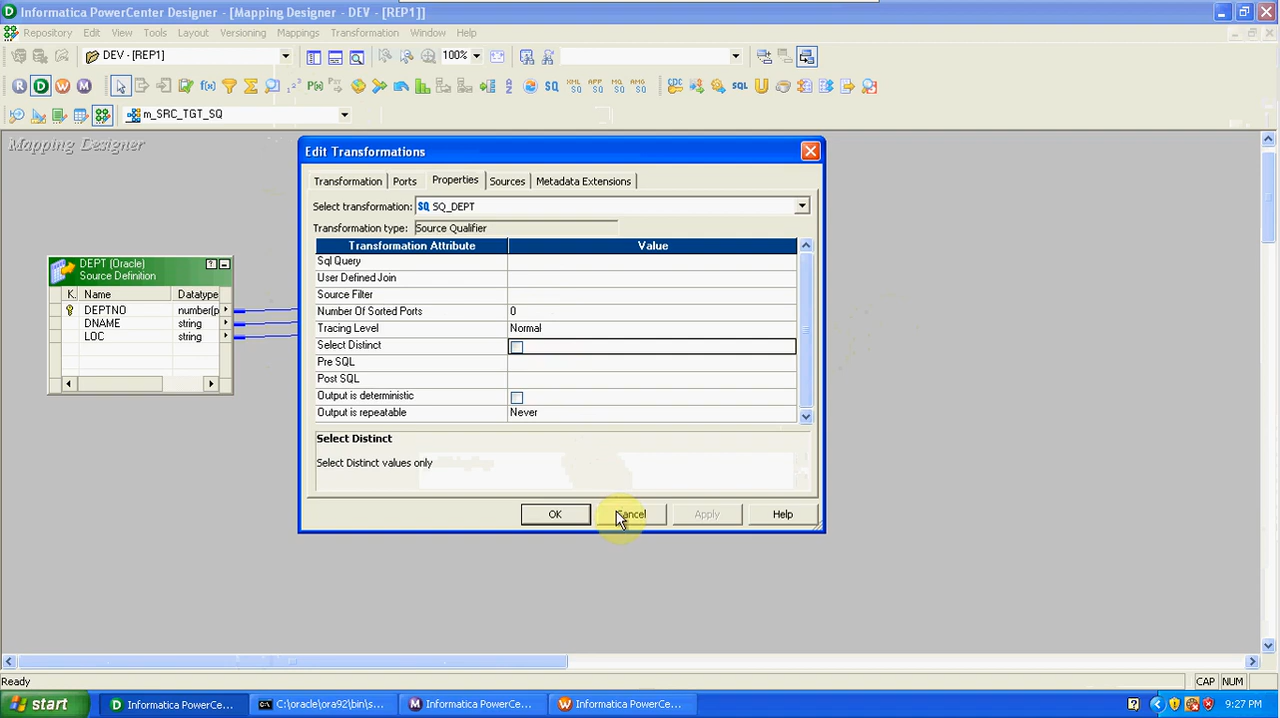 Informatica PowerCenter Designer - [Mapping Designer - DEV - [REP1]]
Repository Edit View Tools Layout Versioning Mappings Transformation Window Help
DEV - [REP1] 100%
m_SRC_TGT_SQ
Mapping Designer
DEPT (Oracle)
Source Definition
K. Name Datatype
DEPTNO number(p
DNAME string
LOC string
Edit Transformations
Transformation Ports Properties Sources Metadata Extensions
Select transformation: SQ SQ_DEPT
Transformation type: Source Qualifier
Transformation Attribute Value
Sql Query
User Defined Join
Source Filter
Number Of Sorted Ports 0
Tracing Level Normal
Select Distinct
Pre SQL
Post SQL
Output is deterministic
Output is repeatable Never
Select Distinct
Select Distinct values only
OK Cancel Apply Help
Ready CAP NUM
start Informatica PowerCe... C:\oracle\ora92\bin\s... Informatica PowerCe... Informatica PowerCe... 9:27 PM